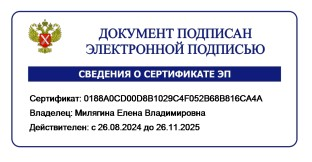 ДОКУМЕНТ ПОДПИСАН
ЭЛЕКТРОННОЙ ПОДПИСЬЮ
СВЕДЕНИЯ О СЕРТИФИКАТЕ ЭП
Сертификат: 0188A0CD00D8B1029C4F052B68B816CA4A
Владелец: Милягина Елена Владимировна
Действителен: с 26.08.2024 до 26.11.2025